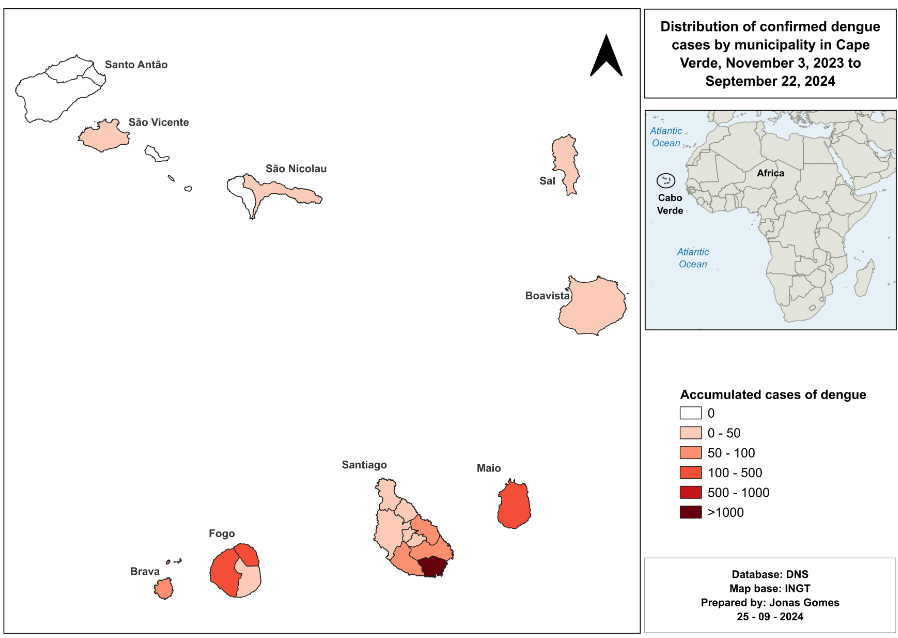 Distribution of confirmed dengue
cases by municipality in Cape
Verde, November 3, 2023 to
September 22, 2024
Santo Antão
São Vicente
São Nicolau
Sal
Boavista
Santiago
Maio
Fogo
Brava
Atlantic
Ocean
Africa
Cabo
Verde
Atlantic
Ocean
Accumulated cases of dengue
0
0 - 50
50 - 100
100 - 500
500 - 1000
>1000
Database: DNS
Map base: INGT
Prepared by: Jonas Gomes
25 - 09 - 2024